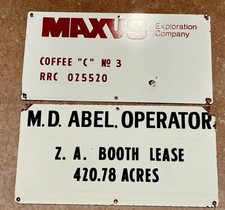 MAXUS Exploration
Company
COFFEE "C" Nº 3
RRC 025520
M.D. ABEL, OPERATOR
Z. A. BOOTH LEASE
420.78 ACRES